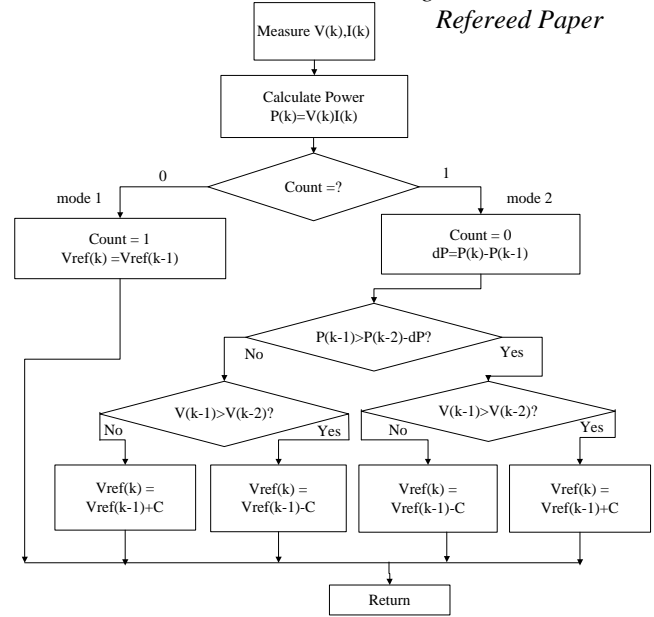 Refereed Paper
Measure V(k),I(k)
Calculate Power
P(k)=V(k)I(k)
Count =?
0
1
mode 1
mode 2
Count = 1
Vref(k) =Vref(k-1)
Count = 0
dP=P(k)-P(k-1)
P(k-1)>P(k-2)-dP?
No
Yes
V(k-1)>V(k-2)?
V(k-1)>V(k-2)?
No
Yes
No
Yes
Vref(k) =
Vref(k-1)+C
Vref(k) =
Vref(k-1)-C
Vref(k) =
Vref(k-1)-C
Vref(k) =
Vref(k-1)+C
Return